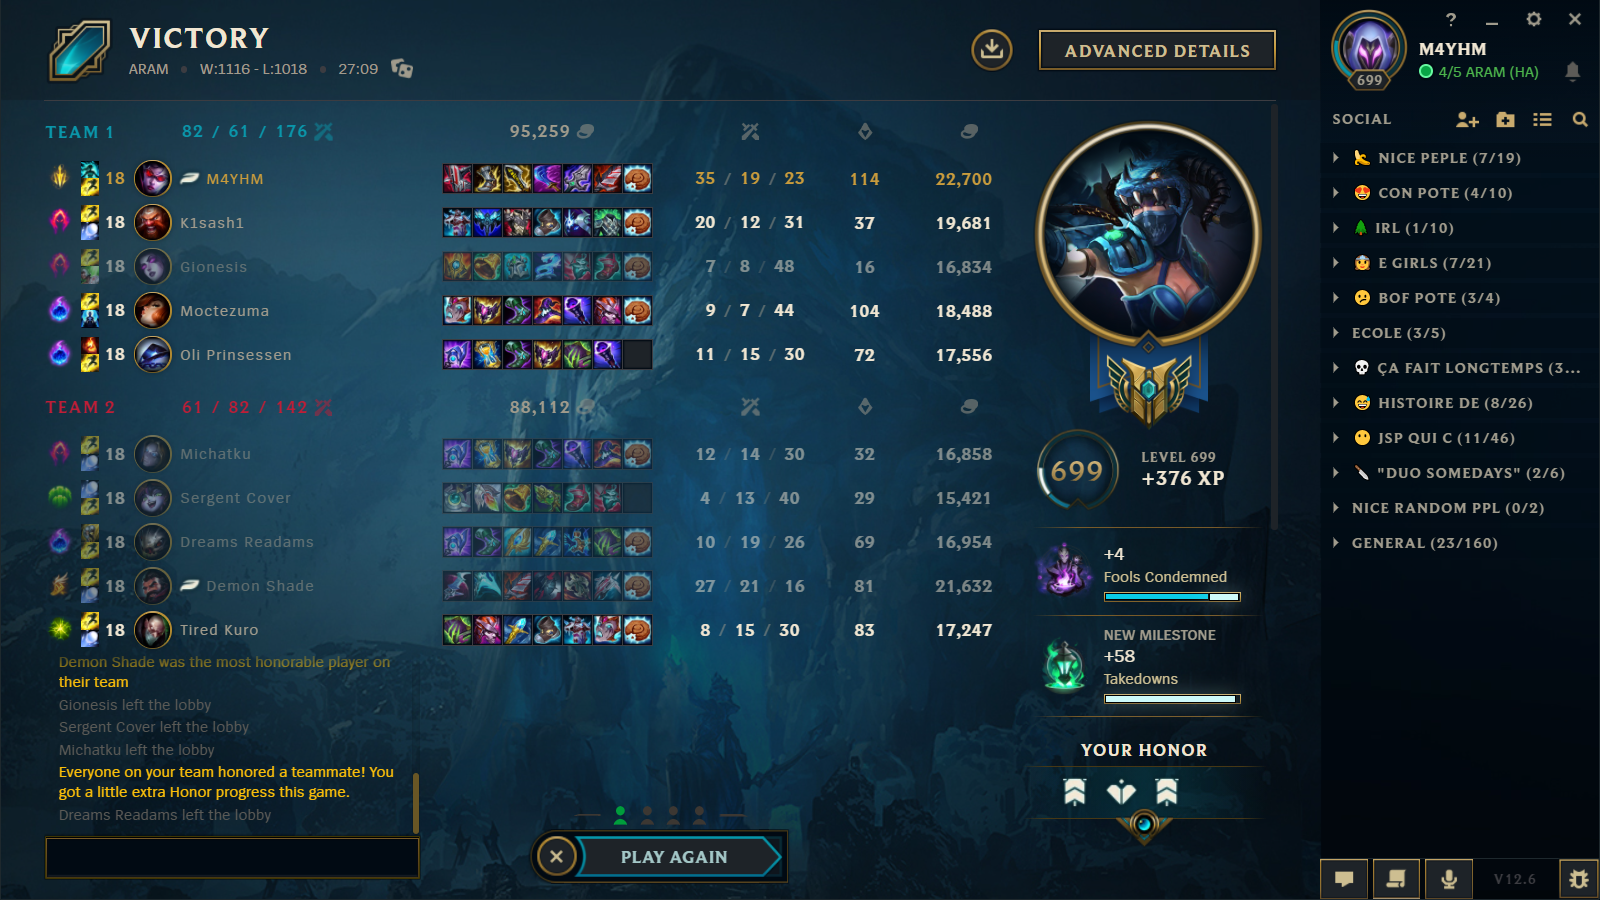 VICTORY
ARAM • W:1116 - L:1018 • 27:09
ADVANCED DETAILS
TEAM 1 82 / 61 / 176 95,259
18 M4YHM 35 / 19 / 23 114 22,700
18 K1sash1 20 / 12 / 31 37 19,681
18 Gionesis 7 / 8 / 48 16 16,834
18 Moctezuma 9 / 7 / 44 104 18,488
18 Oli Prinsessen 11 / 15 / 30 72 17,556
TEAM 2 61 / 82 / 142 88,112
18 Michatku 12 / 14 / 30 32 16,858
18 Sergent Cover 4 / 13 / 40 29 15,421
18 Dreams Readams 10 / 19 / 26 69 16,954
18 Demon Shade 27 / 21 / 16 81 21,632
18 Tired Kuro 8 / 15 / 30 83 17,247
Demon Shade was the most honorable player on
their team
Gionesis left the lobby
Sergent Cover left the lobby
Michatku left the lobby
Everyone on your team honored a teammate! You
got a little extra Honor progress this game.
Dreams Readams left the lobby
PLAY AGAIN
699
LEVEL 699
+376 XP
+4
Fools Condemned
NEW MILESTONE
+58
Takedowns
YOUR HONOR
?
M4YHM
699
4/5 ARAM (HA)
SOCIAL
NICE PEPLE (7/19)
CON POTE (4/10)
IRL (1/10)
E GIRLS (7/21)
BOF POTE (3/4)
ECOLE (3/5)
ÇA FAIT LONGTEMPS (3...
HISTOIRE DE (8/26)
JSP QUI C (11/46)
"DUO SOMEDAYS" (2/6)
NICE RANDOM PPL (0/2)
GENERAL (23/160)
V12.6